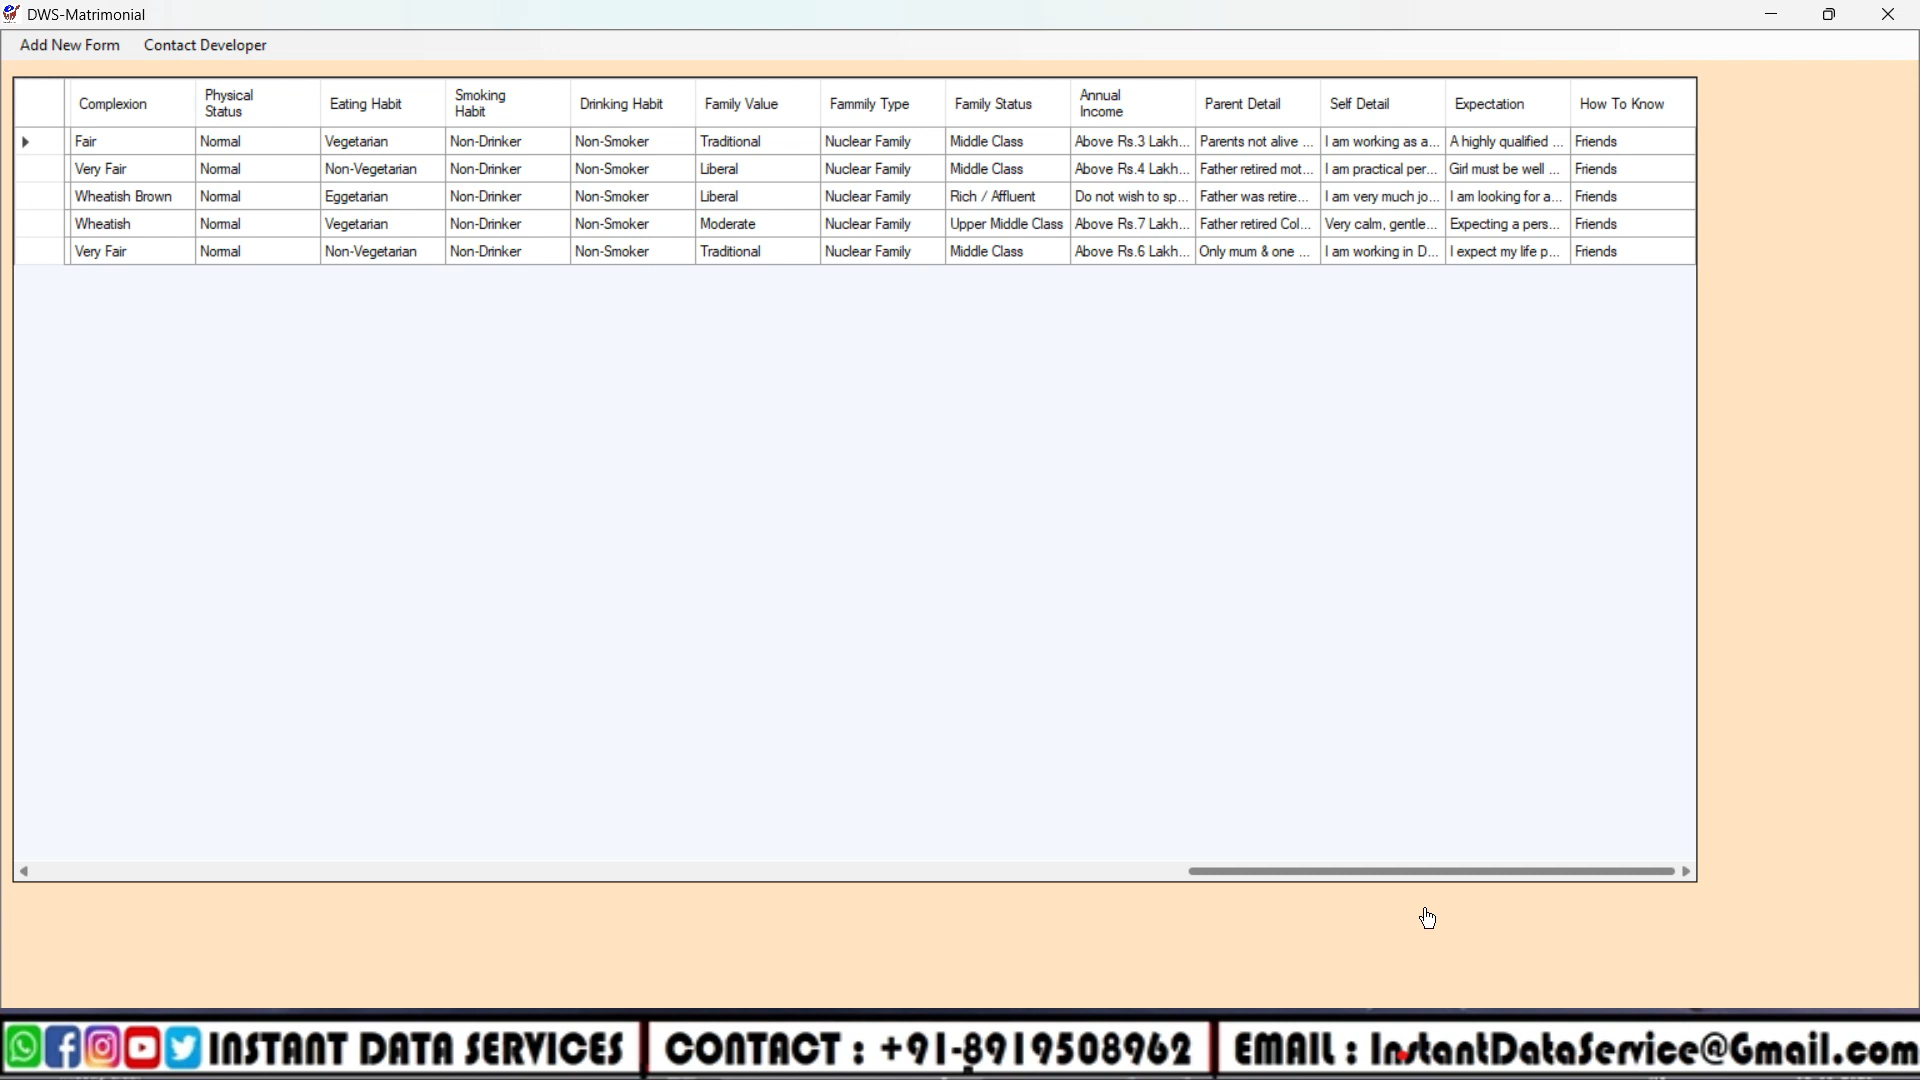 DWS-Matrimonial
Add New Form Contact Developer
Complexion Physical Status Eating Habit Smoking Habit Drinking Habit Family Value Fammily Type Family Status Annual Income Parent Detail Self Detail Expectation How To Know
Fair Normal Vegetarian Non-Drinker Non-Smoker Traditional Nuclear Family Middle Class Above Rs.3 Lakh... Parents not alive ... I am working as a... A highly qualified ... Friends
Very Fair Normal Non-Vegetarian Non-Drinker Non-Smoker Liberal Nuclear Family Middle Class Above Rs.4 Lakh... Father retired mot... I am practical per... Girl must be well ... Friends
Wheatish Brown Normal Eggetarian Non-Drinker Non-Smoker Liberal Nuclear Family Rich / Affluent Do not wish to sp... Father was retire... I am very much jo... I am looking for a... Friends
Wheatish Normal Vegetarian Non-Drinker Non-Smoker Moderate Nuclear Family Upper Middle Class Above Rs.7 Lakh... Father retired Col... Very calm, gentle... Expecting a pers... Friends
Very Fair Normal Non-Vegetarian Non-Drinker Non-Smoker Traditional Nuclear Family Middle Class Above Rs.6 Lakh... Only mum & one ... I am working in D... I expect my life p... Friends
INSTANT DATA SERVICES CONTACT : +91-8919508962 EMAIL : InstantDataService@Gmail.com